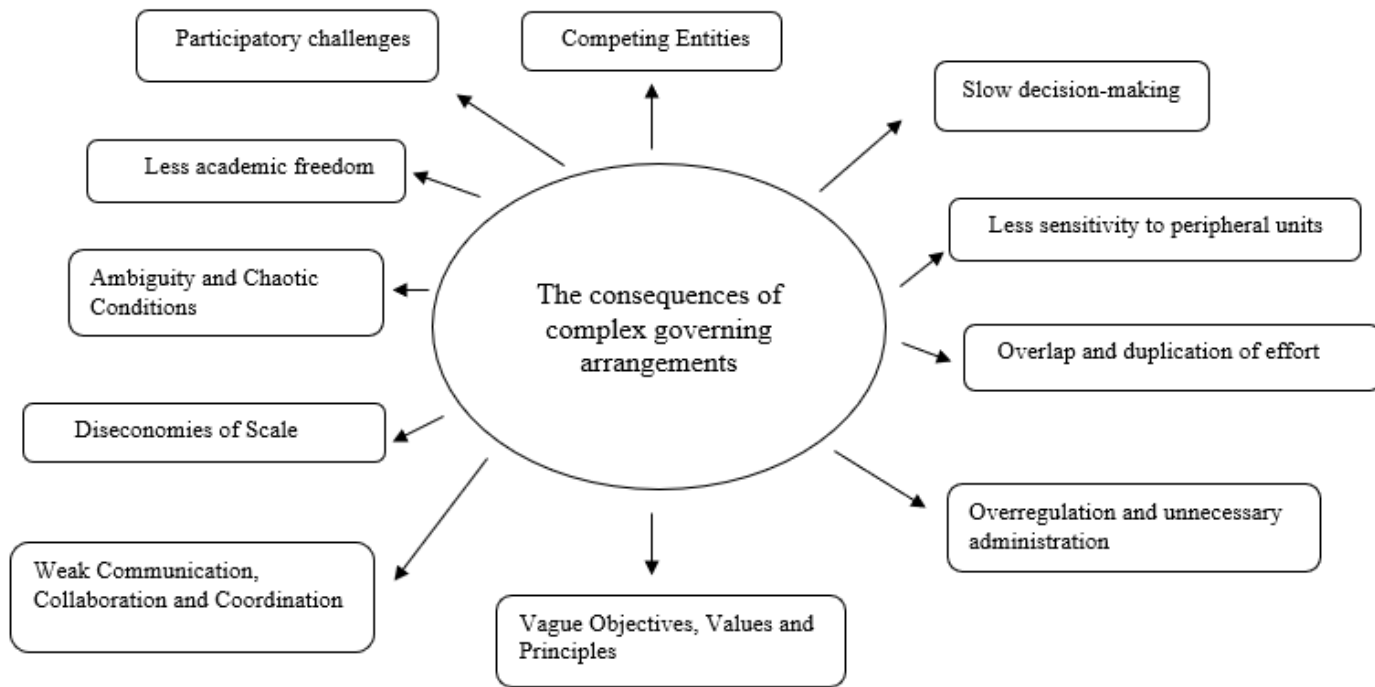 Participatory challenges
Competing Entities
Slow decision-making
Less academic freedom
Less sensitivity to peripheral units
Ambiguity and Chaotic
Conditions
The consequences of
complex governing
arrangements
Overlap and duplication of effort
Diseconomies of Scale
Overregulation and unnecessary
administration
Weak Communication,
Collaboration and Coordination
Vague Objectives, Values and
Principles